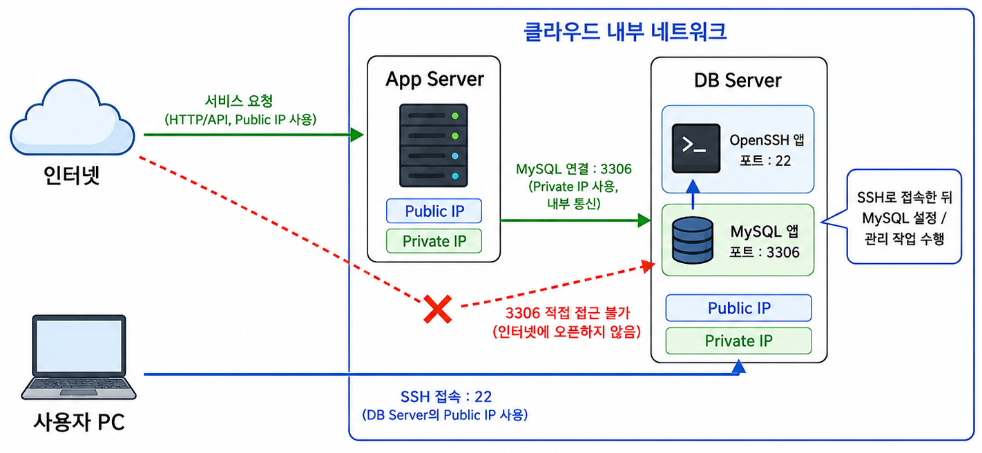 클라우드 내부 네트워크
App Server
DB Server
서비스 요청
(HTTP/API, Public IP 사용)
인터넷
Public IP
Private IP
MySQL 연결 : 3306
(Private IP 사용,
내부 통신)
>_
OpenSSH 앱
포트 : 22
MySQL 앱
포트 : 3306
Public IP
Private IP
SSH로 접속한 뒤
MySQL 설정 /
관리 작업 수행
3306 직접 접근 불가
(인터넷에 오픈하지 않음)
사용자 PC
SSH 접속 : 22
(DB Server의 Public IP 사용)